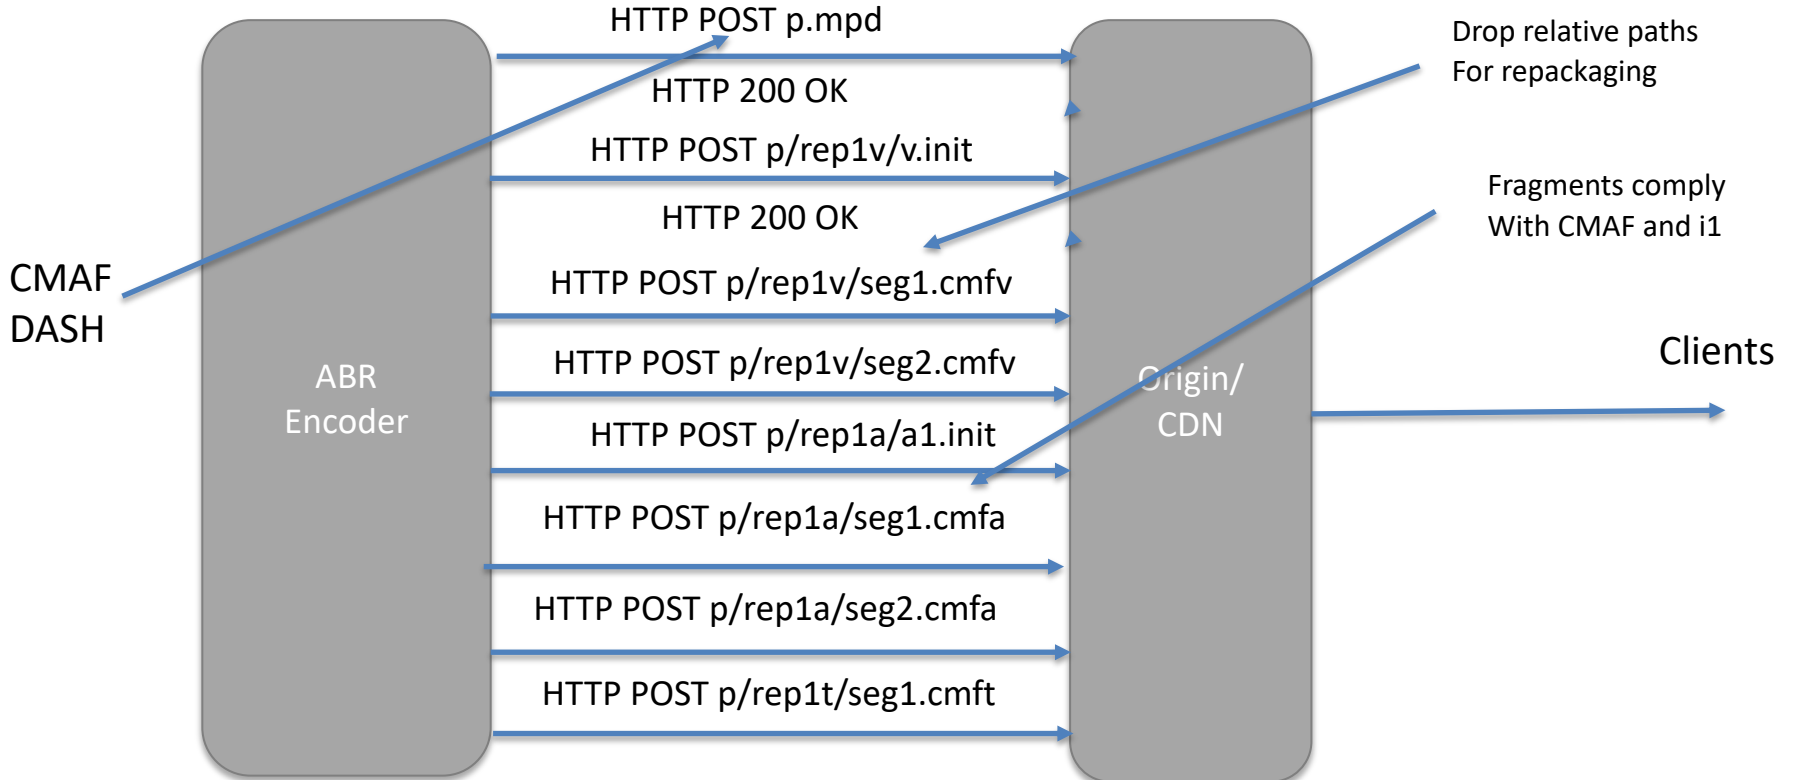 HTTP POST p.mpd
HTTP 200 OK
HTTP POST p/rep1v/v.init
HTTP 200 OK
HTTP POST p/rep1v/seg1.cmfv
HTTP POST p/rep1v/seg2.cmfv
HTTP POST p/rep1a/a1.init
HTTP POST p/rep1a/seg1.cmfa
HTTP POST p/rep1a/seg2.cmfa
HTTP POST p/rep1t/seg1.cmft
CMAF
DASH
ABR
Encoder
Origin/
CDN
Drop relative paths
For repackaging
Fragments comply
With CMAF and i1
Clients